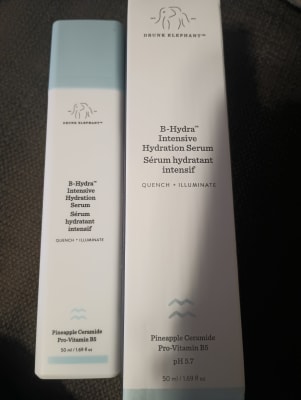 DRUNK ELEPHANT™
B-Hydra™
Intensive
Hydration
Serum
Sérum
hydratant
intensif
QUENCH + ILLUMINATE
Pineapple Ceramide
Pro-Vitamin B5
50 ml / 1.69 fl oz
DRUNK ELEPHANT™
B-Hydra™
Intensive
Hydration Serum
Sérum hydratant
intensif
QUENCH + ILLUMINATE
Pineapple Ceramide
Pro-Vitamin B5
pH 5.7
50 ml / 1.69 fl oz